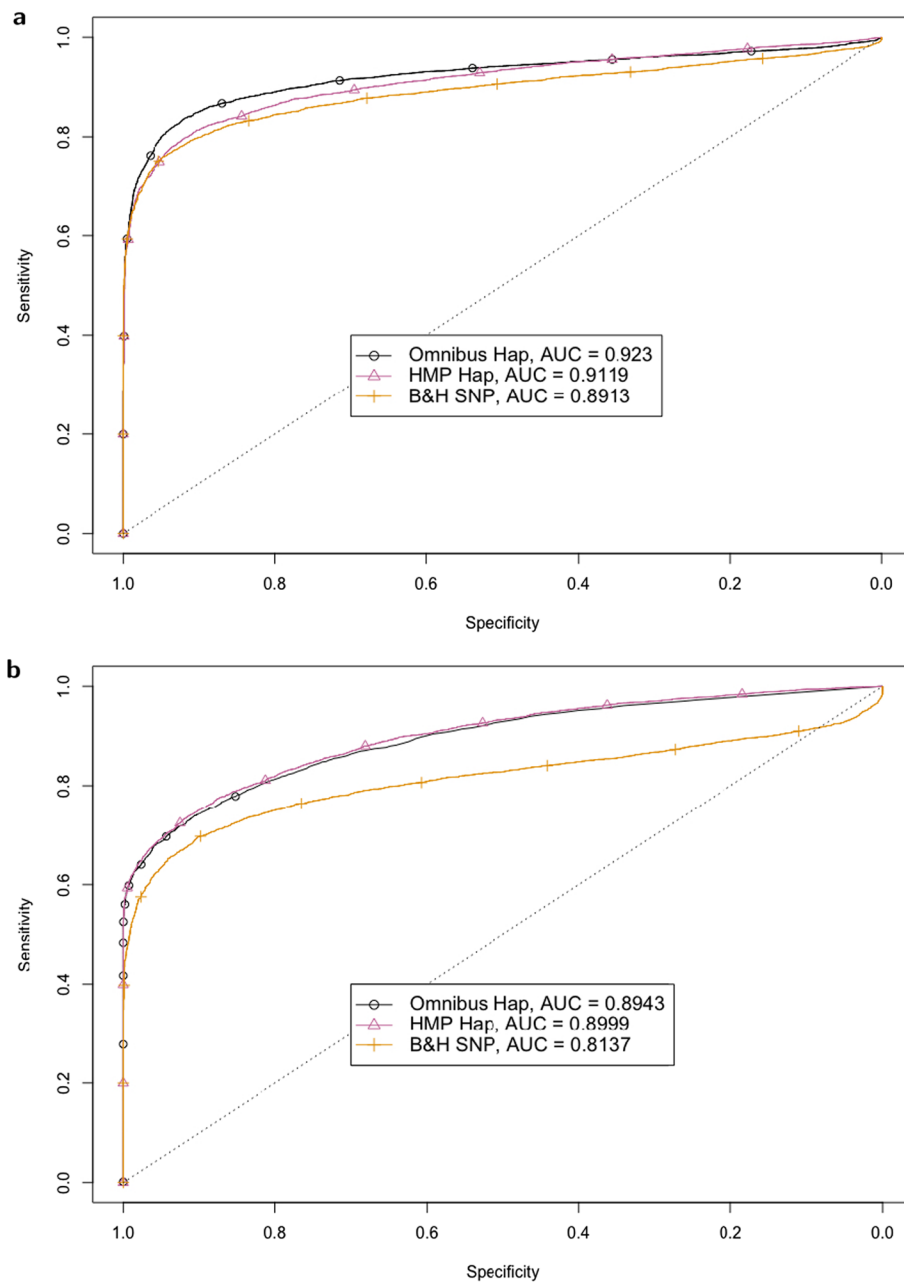 a
1.0
0.8
0.6
0.4
0.2
0.0
Sensitivity
Omnibus Hap, AUC = 0.923
HMP Hap, AUC = 0.9119
B&H SNP, AUC = 0.8913
1.0 0.8 0.6 0.4 0.2 0.0
Specificity
b
1.0
0.8
0.6
0.4
0.2
0.0
Sensitivity
Omnibus Hap, AUC = 0.8943
HMP Hap, AUC = 0.8999
B&H SNP, AUC = 0.8137
1.0 0.8 0.6 0.4 0.2 0.0
Specificity